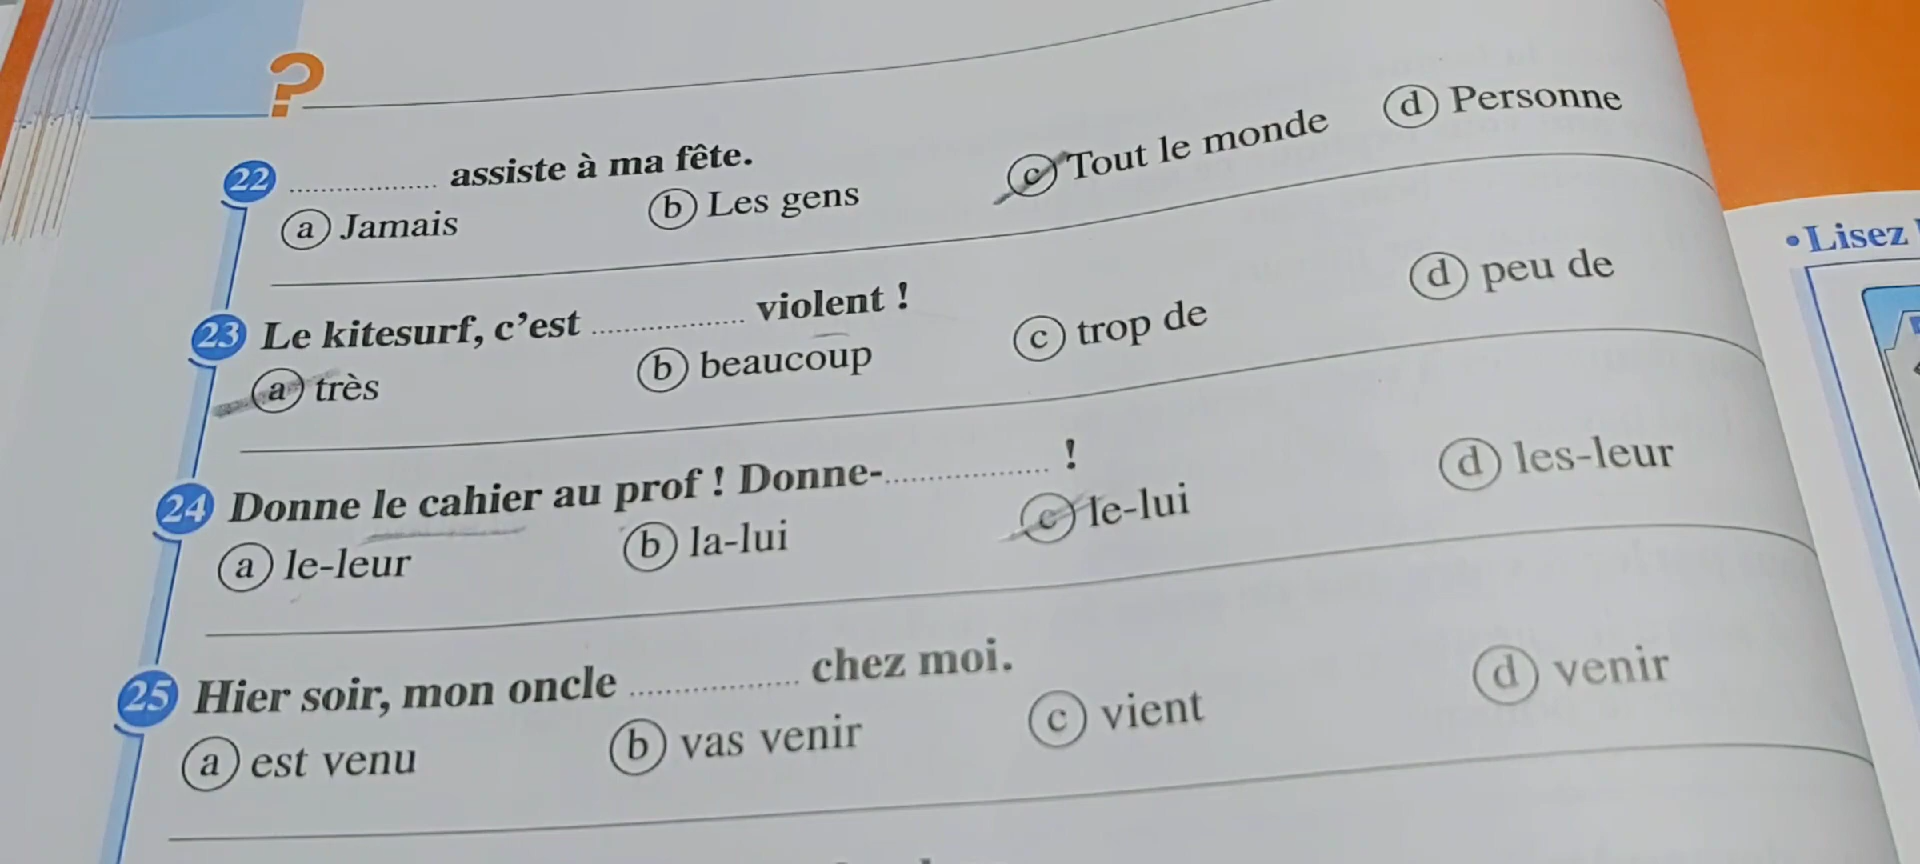 ?
22 ............ assiste à ma fête.
a Jamais b Les gens c Tout le monde d Personne
23 Le kitesurf, c'est ............ violent !
a très b beaucoup c trop de d peu de
24 Donne le cahier au prof ! Donne-............ !
a le-leur b la-lui c le-lui d les-leur
25 Hier soir, mon oncle ............ chez moi.
a est venu b vas venir c vient d venir
• Lisez